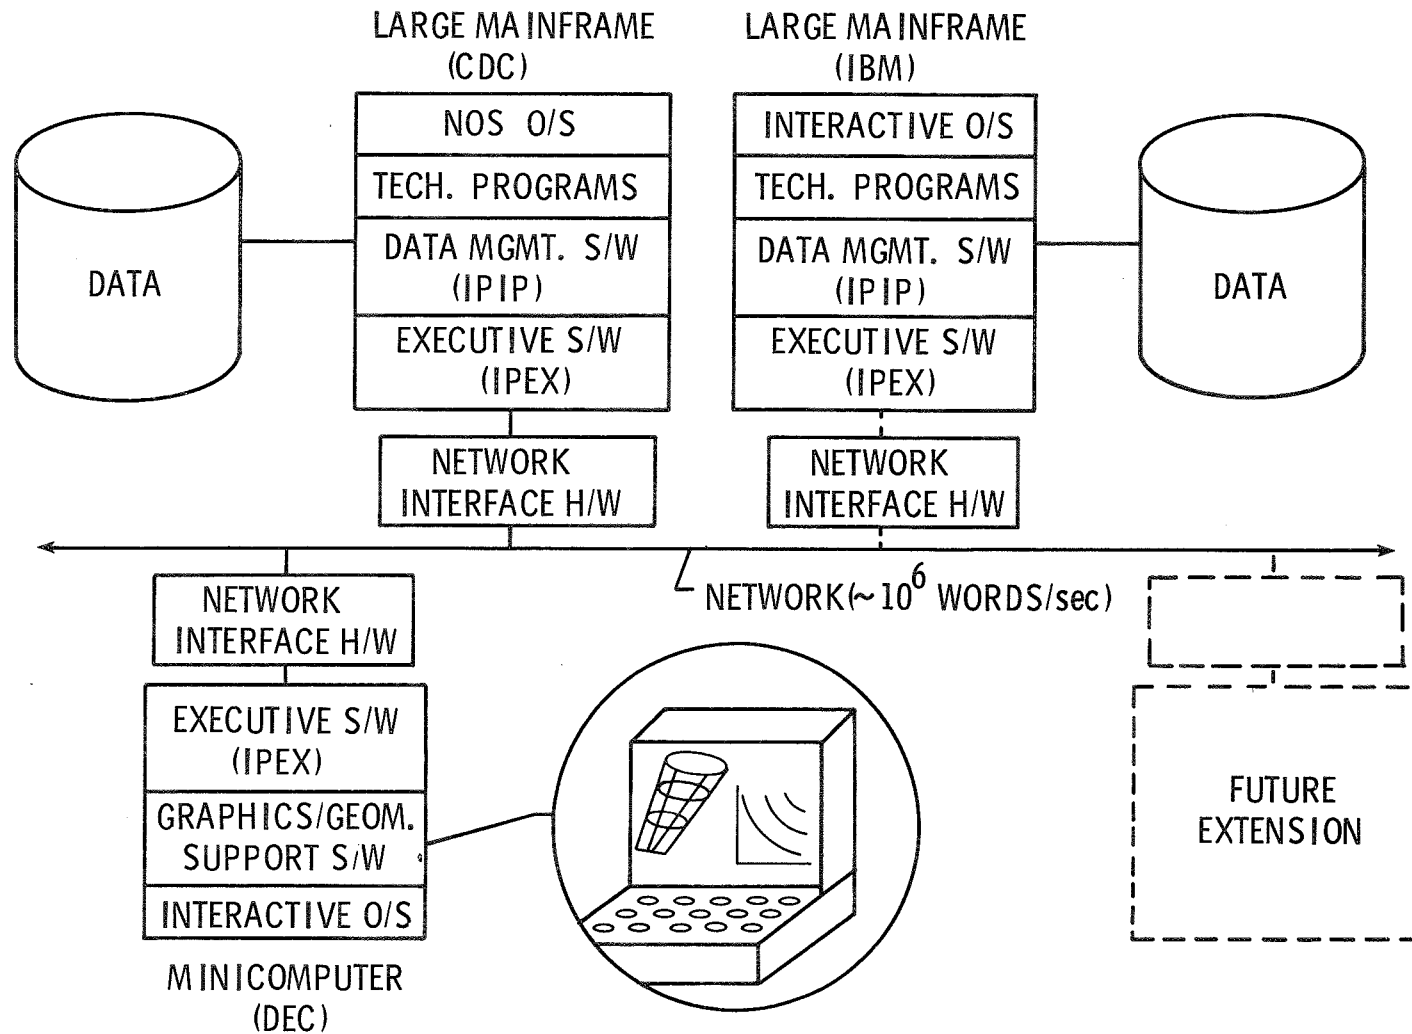 LARGE MAINFRAME
(CDC)
NOS O/S
TECH. PROGRAMS
DATA MGMT. S/W
(IPIP)
EXECUTIVE S/W
(IPEX)
NETWORK
INTERFACE H/W
DATA
LARGE MAINFRAME
(IBM)
INTERACTIVE O/S
TECH. PROGRAMS
DATA MGMT. S/W
(IPIP)
EXECUTIVE S/W
(IPEX)
NETWORK
INTERFACE H/W
DATA
NETWORK (~10⁶ WORDS/sec)
NETWORK
INTERFACE H/W
EXECUTIVE S/W
(IPEX)
GRAPHICS/GEOM.
SUPPORT S/W
INTERACTIVE O/S
MINICOMPUTER
(DEC)
FUTURE
EXTENSION